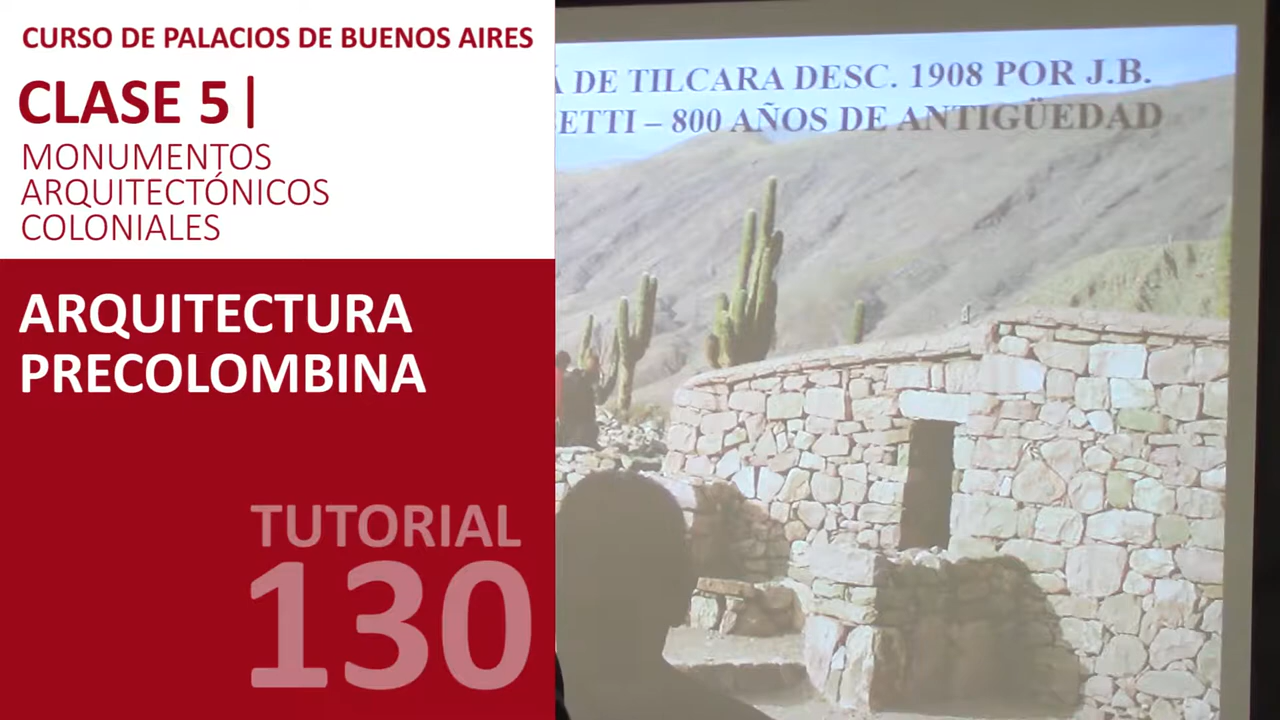 CURSO DE PALACIOS DE BUENOS AIRES
CLASE 5|
MONUMENTOS
ARQUITECTÓNICOS
COLONIALES
ARQUITECTURA
PRECOLOMBINA
TUTORIAL
130
DE TILCARA DESC. 1908 POR J.B.
ETTI – 800 AÑOS DE ANTIGÜEDAD